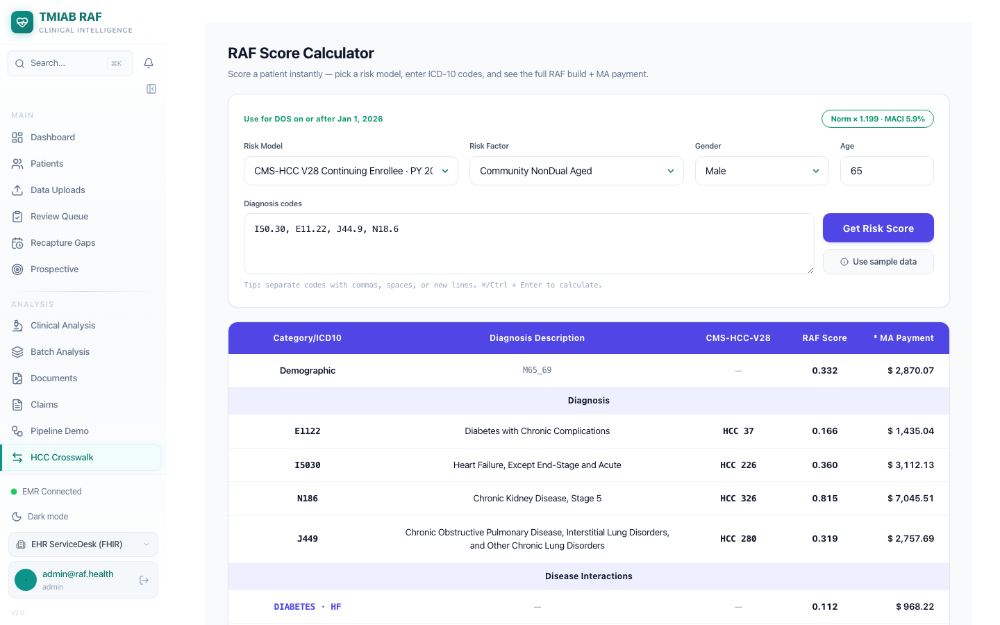 TMIAB RAF
CLINICAL INTELLIGENCE
Search...
⌘K
MAIN
Dashboard
Patients
Data Uploads
Review Queue
Recapture Gaps
Prospective
ANALYSIS
Clinical Analysis
Batch Analysis
Documents
Claims
Pipeline Demo
HCC Crosswalk
EMR Connected
Dark mode
EHR ServiceDesk (FHIR)
admin@raf.health
admin
v2.0
RAF Score Calculator
Score a patient instantly — pick a risk model, enter ICD-10 codes, and see the full RAF build + MA payment.
Use for DOS on or after Jan 1, 2026
Norm × 1.199 · MACI 5.9%
Risk Model
Risk Factor
Gender
Age
CMS-HCC V28 Continuing Enrollee · PY 20
Community NonDual Aged
Male
65
Diagnosis codes
I50.30, E11.22, J44.9, N18.6
Get Risk Score
Use sample data
Tip: separate codes with commas, spaces, or new lines. ⌘/Ctrl + Enter to calculate.
Category/ICD10 Diagnosis Description CMS-HCC-V28 RAF Score * MA Payment
Demographic M65_69 — 0.332 $ 2,870.07
Diagnosis
E1122 Diabetes with Chronic Complications HCC 37 0.166 $ 1,435.04
I5030 Heart Failure, Except End-Stage and Acute HCC 226 0.360 $ 3,112.13
N186 Chronic Kidney Disease, Stage 5 HCC 326 0.815 $ 7,045.51
J449 Chronic Obstructive Pulmonary Disease, Interstitial Lung Disorders, HCC 280 0.319 $ 2,757.69
and Other Chronic Lung Disorders
Disease Interactions
DIABETES · HF — — 0.112 $ 968.22